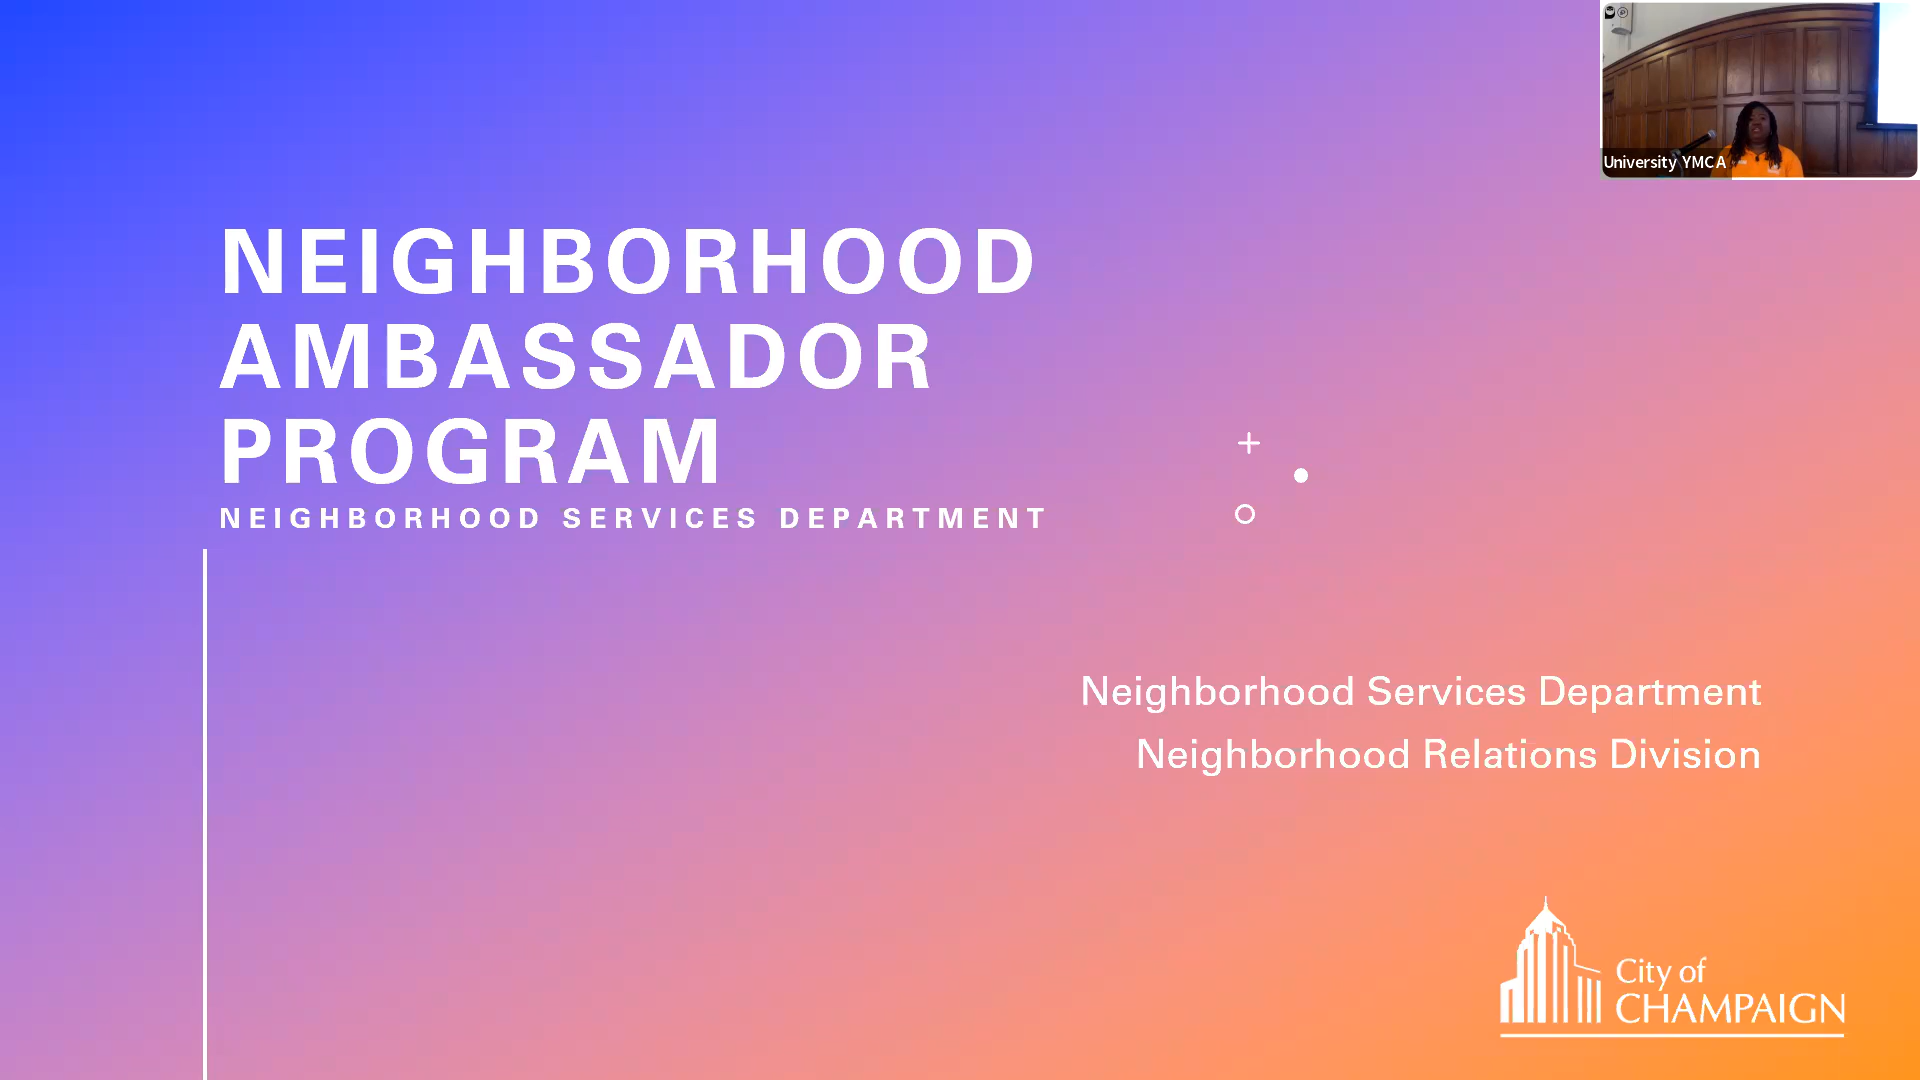 University YMCA
NEIGHBORHOOD
AMBASSADOR
PROGRAM
NEIGHBORHOOD SERVICES DEPARTMENT
Neighborhood Services Department
Neighborhood Relations Division
City of
CHAMPAIGN